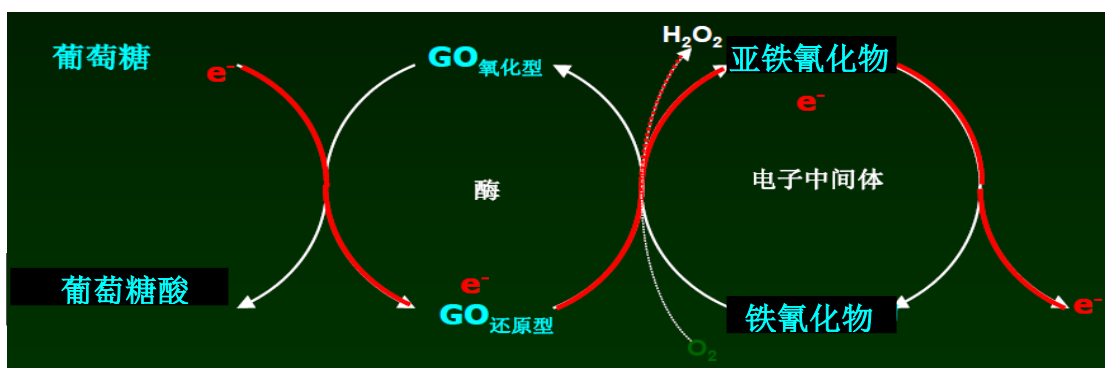 葡萄糖
e⁻
GO氧化型
H₂O₂
亚铁氰化物
e⁻
酶
电子中间体
葡萄糖酸
e⁻
GO还原型
铁氰化物
e⁻
O₂